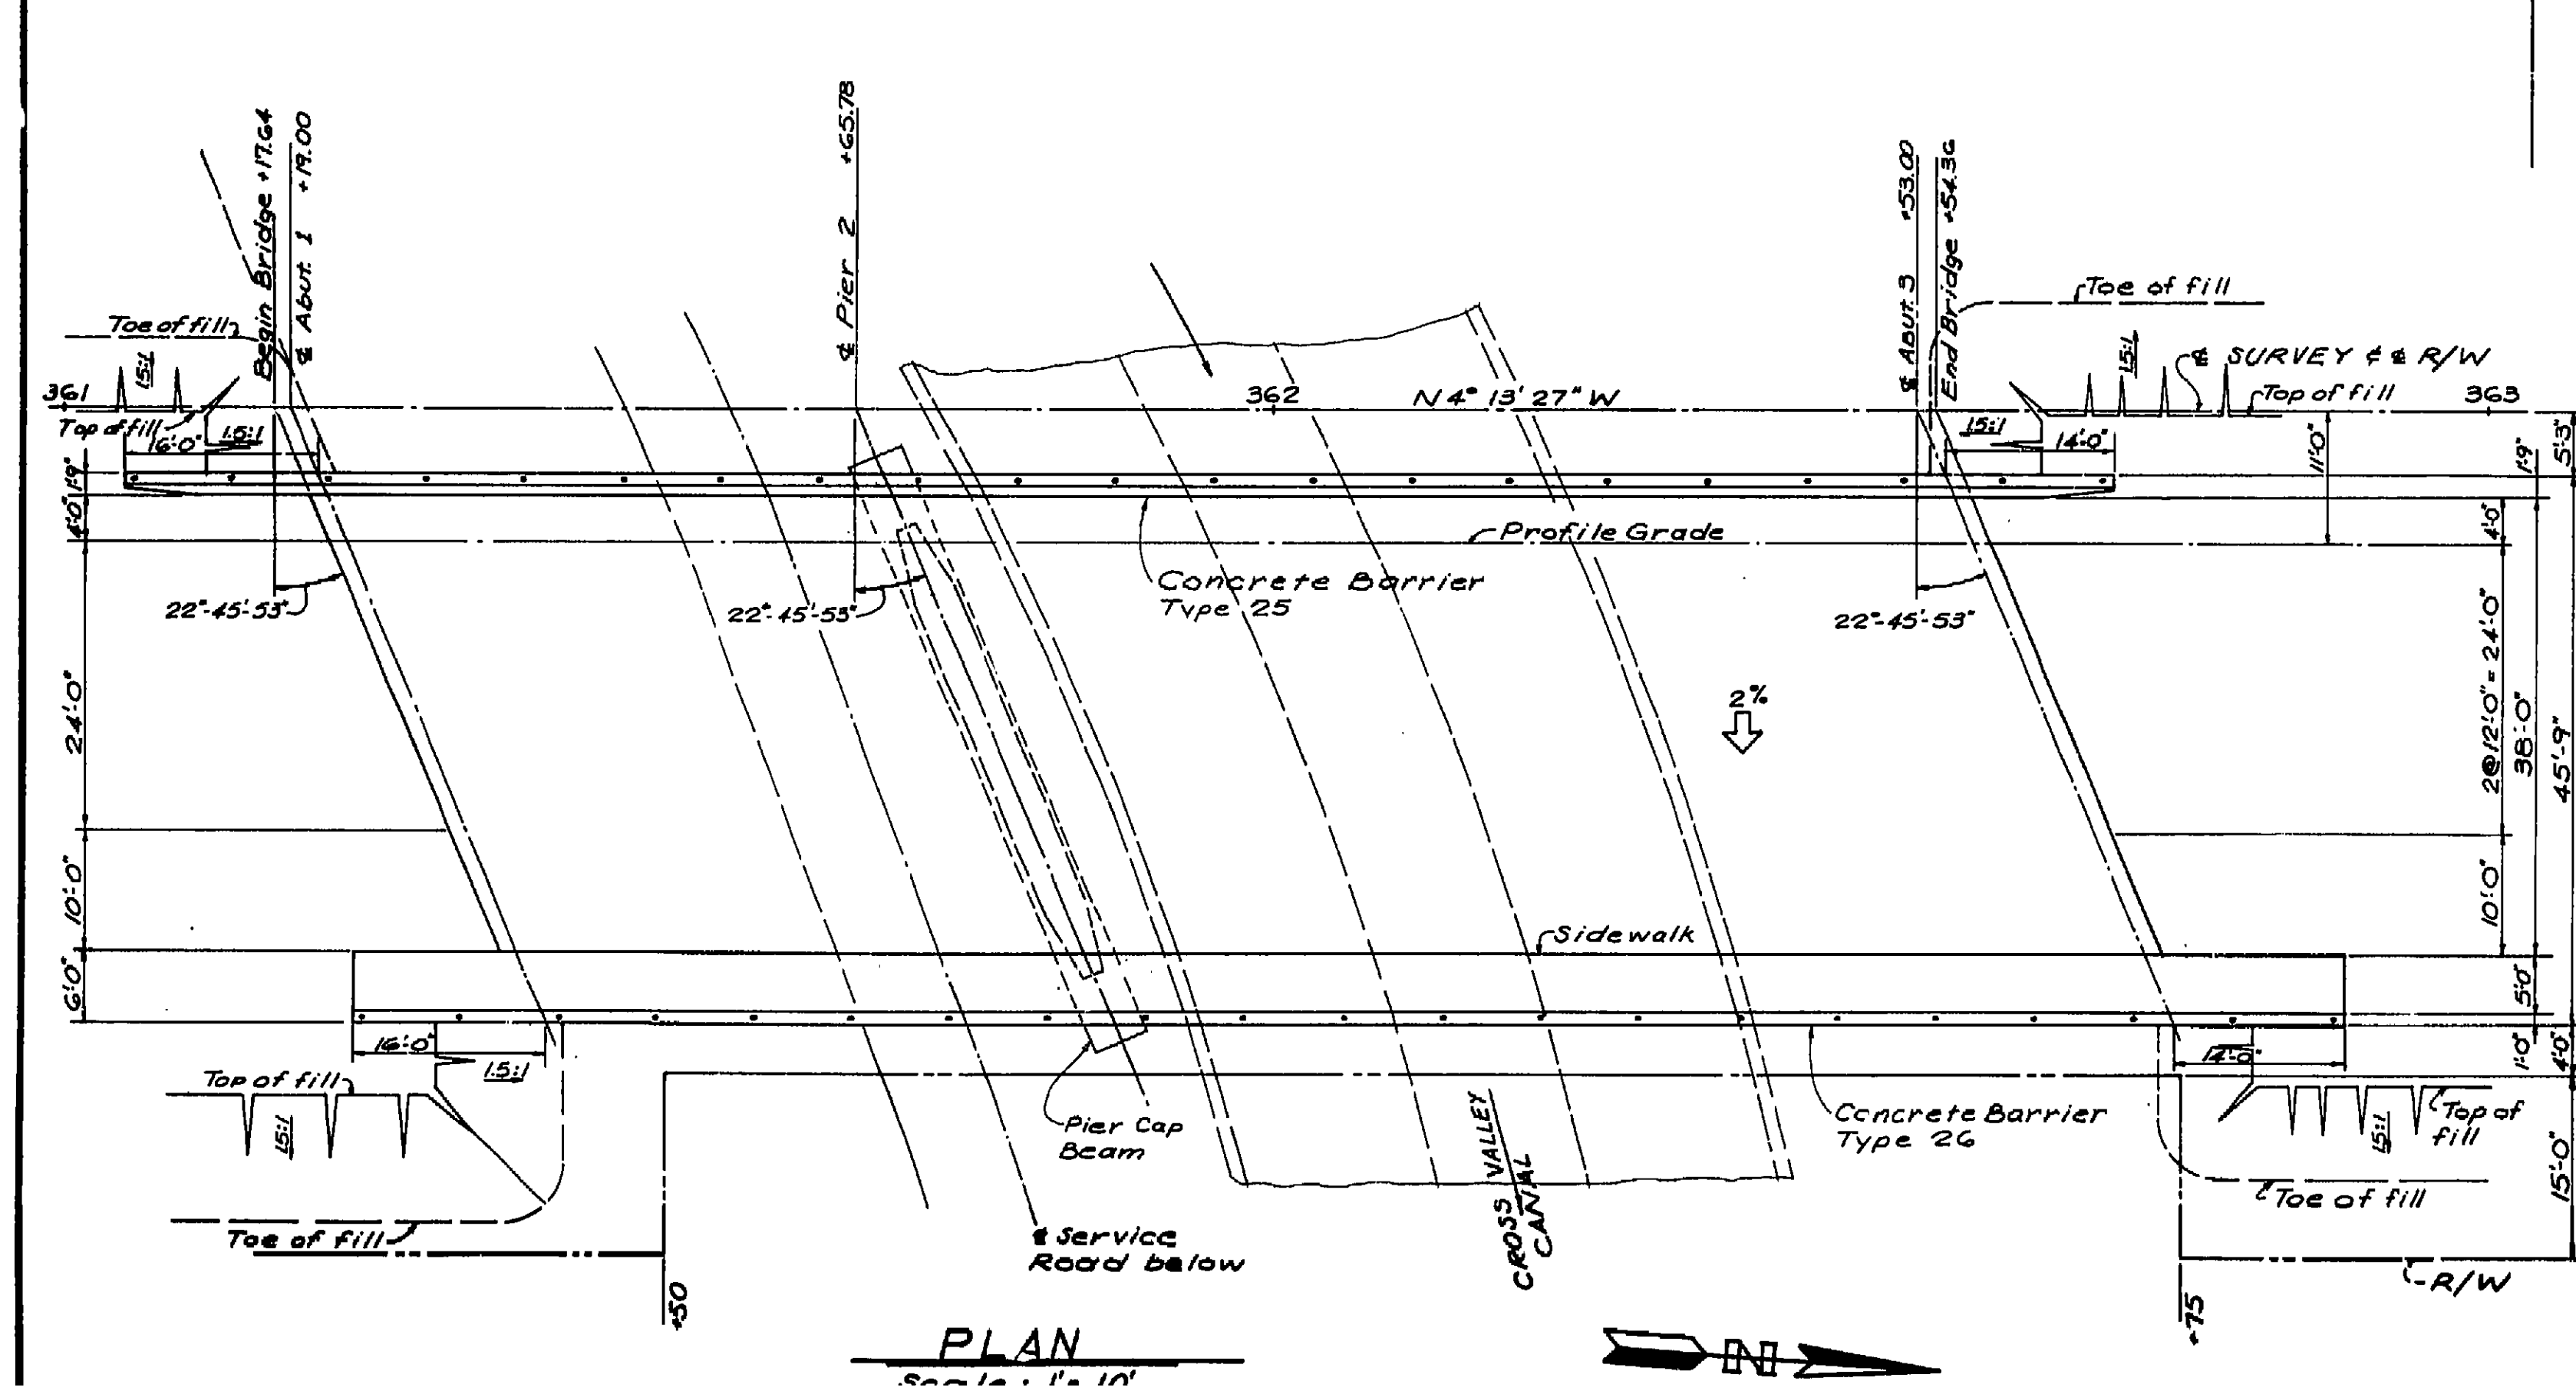 Begin Bridge +17.64
℄ Abut. 1 +19.00
℄ Pier 2 +65.78
℄ Abut 3 +53.00
End Bridge +54.36
Toe of fill
Toe of fill
1.5:1
1.5:1
℄ SURVEY & ℄ R/W
361
362
N 4° 13' 27" W
Top of fill
363
Top of fill
16'-0"
1.5:1
1.5:1
14'-0"
11'-0"
5'-3"
1'-9"
1'-9"
4'-0"
4'-0"
Profile Grade
Concrete Barrier
Type 25
22°-45'-53"
22°-45'-53"
22°-45'-53"
24'-0"
2@12'-0"=24'-0"
38'-0"
45'-9"
2%
10'-0"
10'-0"
Sidewalk
6'-0"
5'-0"
16'-0"
1.5:1
14'-0"
1'-0"
4'-0"
Top of fill
1.5:1
Pier Cap
Beam
CROSS VALLEY
CANAL
Concrete Barrier
Type 26
1.5:1
Top of
fill
15'-0"
Toe of fill
Toe of fill
℄ Service
Road below
R/W
+50
+75
PLAN
Scale: 1"=10'
N